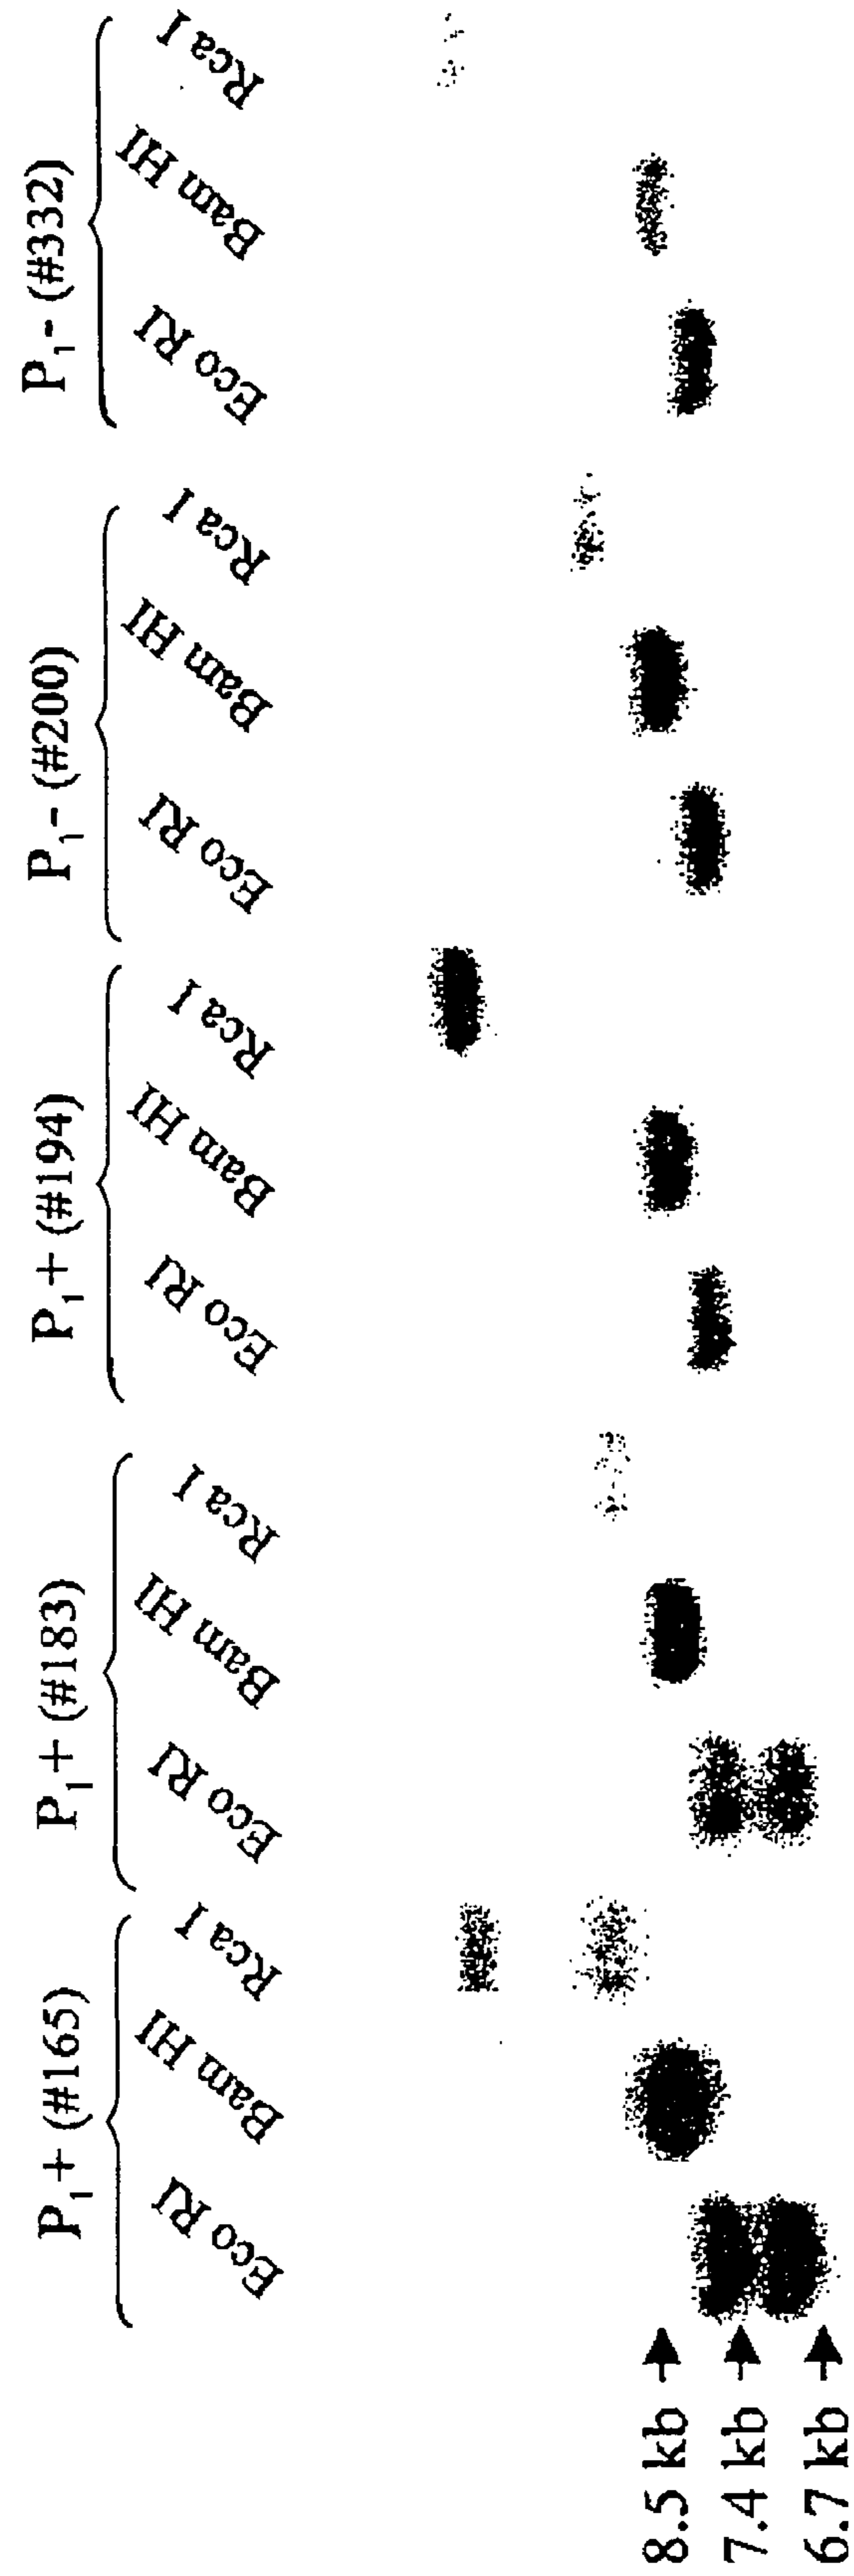 P1+ (#165)
P1+ (#183)
P1+ (#194)
P1- (#200)
P1- (#332)
Eco RI
Bam HI
Rca I
Eco RI
Bam HI
Rca I
Eco RI
Bam HI
Rca I
Eco RI
Bam HI
Rca I
Eco RI
Bam HI
Rca I
8.5 kb
7.4 kb
6.7 kb